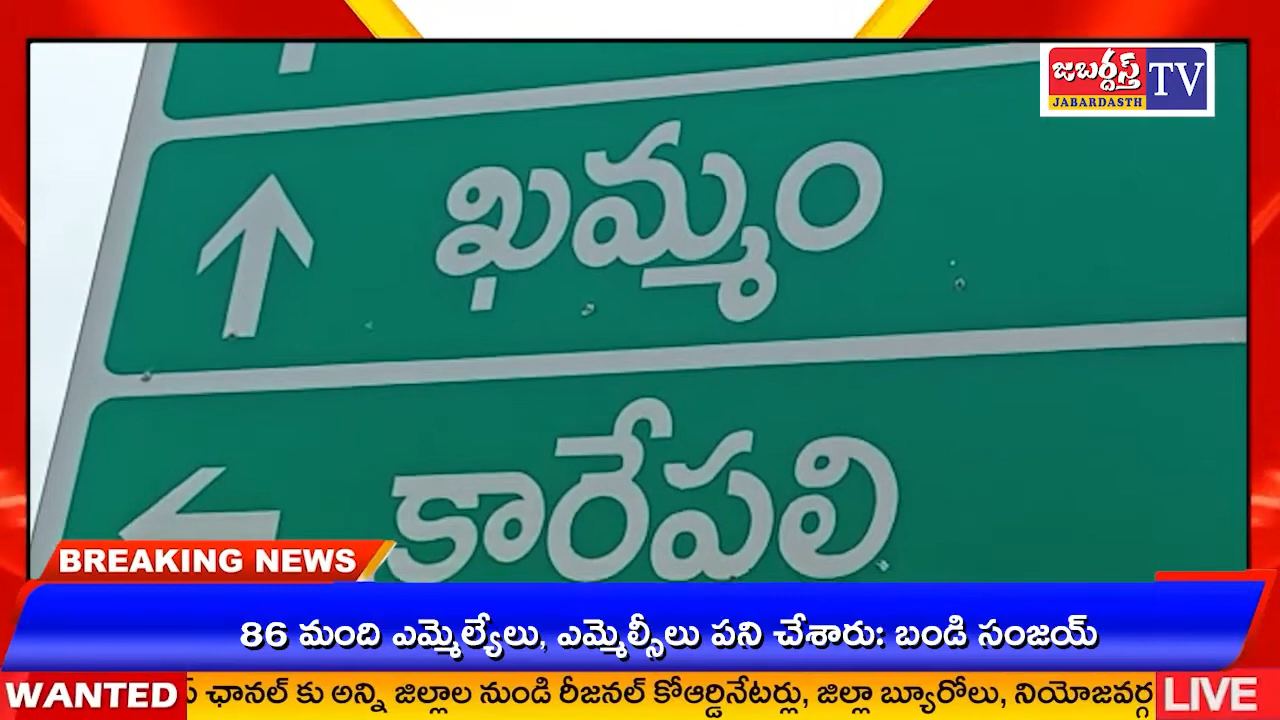 జబర్దస్త్ TV
JABARDASTH
ఖమ్మం
కారేపలి
BREAKING NEWS
86 మంది ఎమ్మెల్యేలు, ఎమ్మెల్సీలు పని చేశారు: బండి సంజయ్
WANTED ఛానల్ కు అన్ని జిల్లాల నుండి రీజనల్ కోఆర్డినేటర్లు, జిల్లా బ్యూరోలు, నియోజవర్గ LIVE